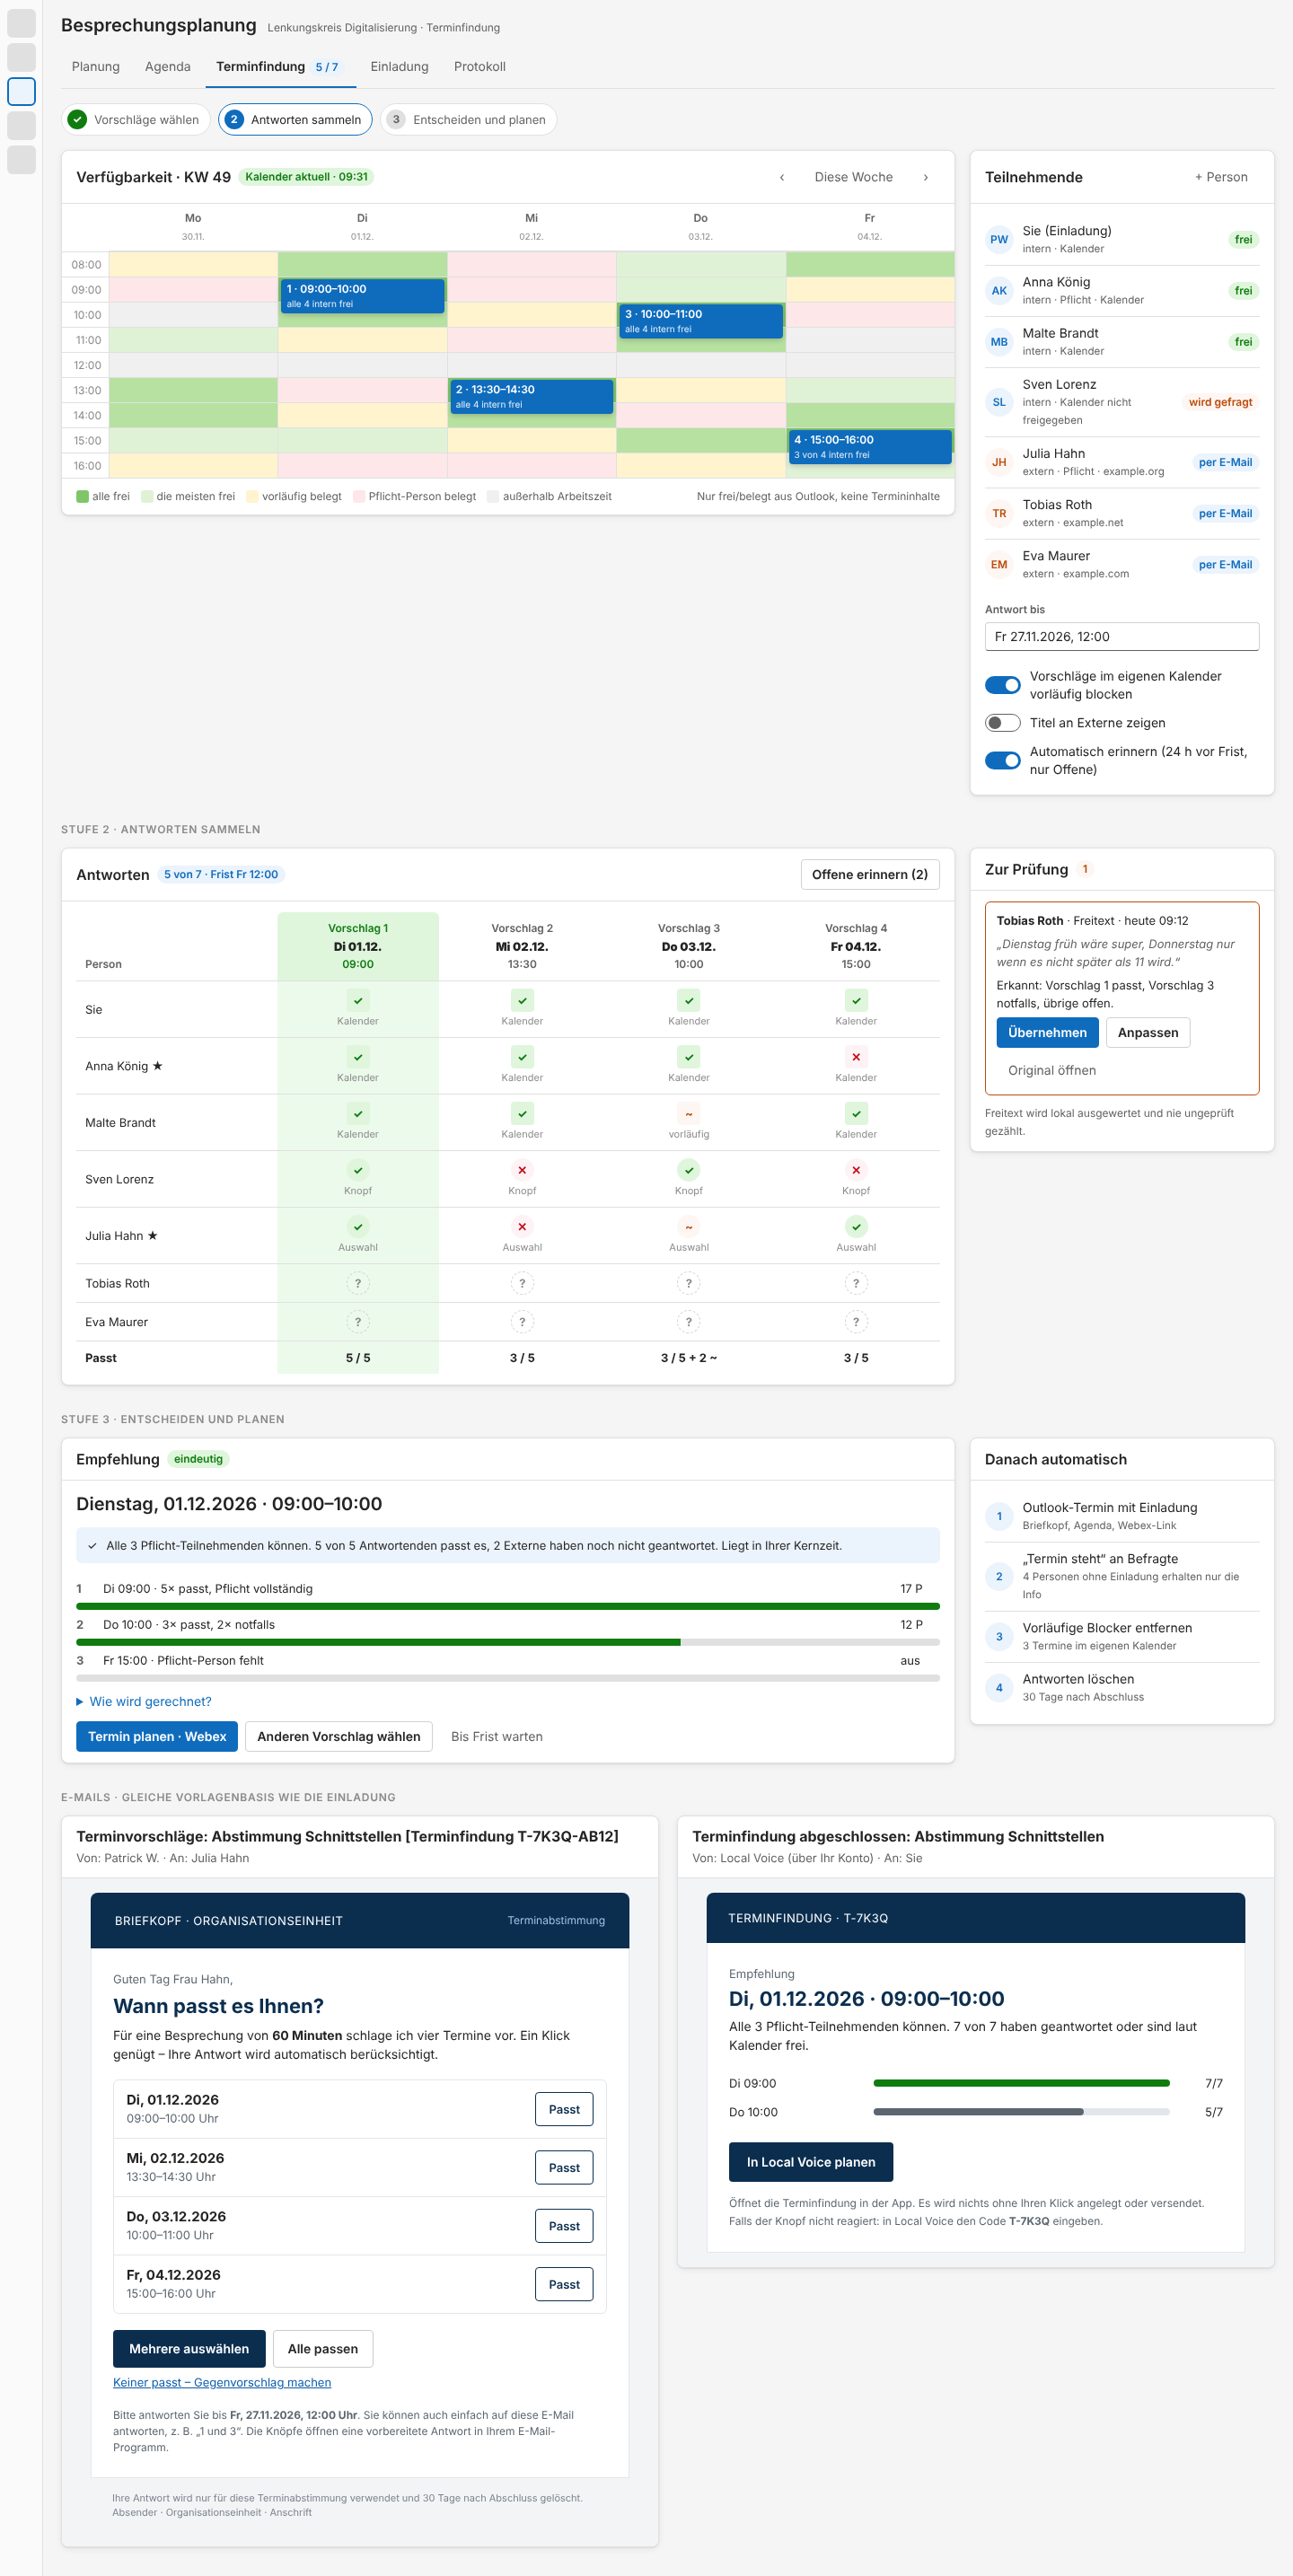 Besprechungsplanung Lenkungskreis Digitalisierung · Terminfindung
Planung Agenda Terminfindung 5 / 7 Einladung Protokoll
✓ Vorschläge wählen 2 Antworten sammeln 3 Entscheiden und planen
Verfügbarkeit · KW 49 Kalender aktuell · 09:31 ‹ Diese Woche ›
Mo Di Mi Do Fr
30.11. 01.12. 02.12. 03.12. 04.12.
08:00
09:00
1 · 09:00–10:00
alle 4 intern frei
10:00
3 · 10:00–11:00
alle 4 intern frei
11:00
12:00
13:00
2 · 13:30–14:30
alle 4 intern frei
14:00
15:00
4 · 15:00–16:00
3 von 4 intern frei
16:00
alle frei die meisten frei vorläufig belegt Pflicht-Person belegt außerhalb Arbeitszeit Nur frei/belegt aus Outlook, keine Termininhalte
Teilnehmende + Person
PW Sie (Einladung) frei
intern · Kalender
AK Anna König frei
intern · Pflicht · Kalender
MB Malte Brandt frei
intern · Kalender
SL Sven Lorenz wird gefragt
intern · Kalender nicht
freigegeben
JH Julia Hahn per E-Mail
extern · Pflicht · example.org
TR Tobias Roth per E-Mail
extern · example.net
EM Eva Maurer per E-Mail
extern · example.com
Antwort bis
Fr 27.11.2026, 12:00
Vorschläge im eigenen Kalender
vorläufig blocken
Titel an Externe zeigen
Automatisch erinnern (24 h vor Frist,
nur Offene)
STUFE 2 · ANTWORTEN SAMMELN
Antworten 5 von 7 · Frist Fr 12:00 Offene erinnern (2)
Vorschlag 1 Vorschlag 2 Vorschlag 3 Vorschlag 4
Di 01.12. Mi 02.12. Do 03.12. Fr 04.12.
Person 09:00 13:30 10:00 15:00
Sie ✓ ✓ ✓ ✓
Kalender Kalender Kalender Kalender
Anna König ★ ✓ ✓ ✓ ✕
Kalender Kalender Kalender Kalender
Malte Brandt ✓ ✓ ~ ✓
Kalender Kalender vorläufig Kalender
Sven Lorenz ✓ ✕ ✓ ✕
Knopf Knopf Knopf Knopf
Julia Hahn ★ ✓ ✕ ~ ✓
Auswahl Auswahl Auswahl Auswahl
Tobias Roth ? ? ? ?
Eva Maurer ? ? ? ?
Passt 5 / 5 3 / 5 3 / 5 + 2 ~ 3 / 5
Zur Prüfung 1
Tobias Roth · Freitext · heute 09:12
„Dienstag früh wäre super, Donnerstag nur
wenn es nicht später als 11 wird.“
Erkannt: Vorschlag 1 passt, Vorschlag 3
notfalls, übrige offen.
Übernehmen Anpassen
Original öffnen
Freitext wird lokal ausgewertet und nie ungeprüft
gezählt.
STUFE 3 · ENTSCHEIDEN UND PLANEN
Empfehlung eindeutig
Dienstag, 01.12.2026 · 09:00–10:00
✓ Alle 3 Pflicht-Teilnehmenden können. 5 von 5 Antwortenden passt es, 2 Externe haben noch nicht geantwortet. Liegt in Ihrer Kernzeit.
1 Di 09:00 · 5× passt, Pflicht vollständig 17 P
2 Do 10:00 · 3× passt, 2× notfalls 12 P
3 Fr 15:00 · Pflicht-Person fehlt aus
▶ Wie wird gerechnet?
Termin planen · Webex Anderen Vorschlag wählen Bis Frist warten
Danach automatisch
1 Outlook-Termin mit Einladung
Briefkopf, Agenda, Webex-Link
2 „Termin steht“ an Befragte
4 Personen ohne Einladung erhalten nur die
Info
3 Vorläufige Blocker entfernen
3 Termine im eigenen Kalender
4 Antworten löschen
30 Tage nach Abschluss
E-MAILS · GLEICHE VORLAGENBASIS WIE DIE EINLADUNG
Terminvorschläge: Abstimmung Schnittstellen [Terminfindung T-7K3Q-AB12]
Von: Patrick W. · An: Julia Hahn
BRIEFKOPF · ORGANISATIONSEINHEIT Terminabstimmung
Guten Tag Frau Hahn,
Wann passt es Ihnen?
Für eine Besprechung von 60 Minuten schlage ich vier Termine vor. Ein Klick
genügt – Ihre Antwort wird automatisch berücksichtigt.
Di, 01.12.2026 Passt
09:00–10:00 Uhr
Mi, 02.12.2026 Passt
13:30–14:30 Uhr
Do, 03.12.2026 Passt
10:00–11:00 Uhr
Fr, 04.12.2026 Passt
15:00–16:00 Uhr
Mehrere auswählen Alle passen
Keiner passt – Gegenvorschlag machen
Bitte antworten Sie bis Fr, 27.11.2026, 12:00 Uhr. Sie können auch einfach auf diese E-Mail
antworten, z. B. „1 und 3“. Die Knöpfe öffnen eine vorbereitete Antwort in Ihrem E-Mail-
Programm.
Ihre Antwort wird nur für diese Terminabstimmung verwendet und 30 Tage nach Abschluss gelöscht.
Absender · Organisationseinheit · Anschrift
Terminfindung abgeschlossen: Abstimmung Schnittstellen
Von: Local Voice (über Ihr Konto) · An: Sie
TERMINFINDUNG · T-7K3Q
Empfehlung
Di, 01.12.2026 · 09:00–10:00
Alle 3 Pflicht-Teilnehmenden können. 7 von 7 haben geantwortet oder sind laut
Kalender frei.
Di 09:00 7/7
Do 10:00 5/7
In Local Voice planen
Öffnet die Terminfindung in der App. Es wird nichts ohne Ihren Klick angelegt oder versendet.
Falls der Knopf nicht reagiert: in Local Voice den Code T-7K3Q eingeben.